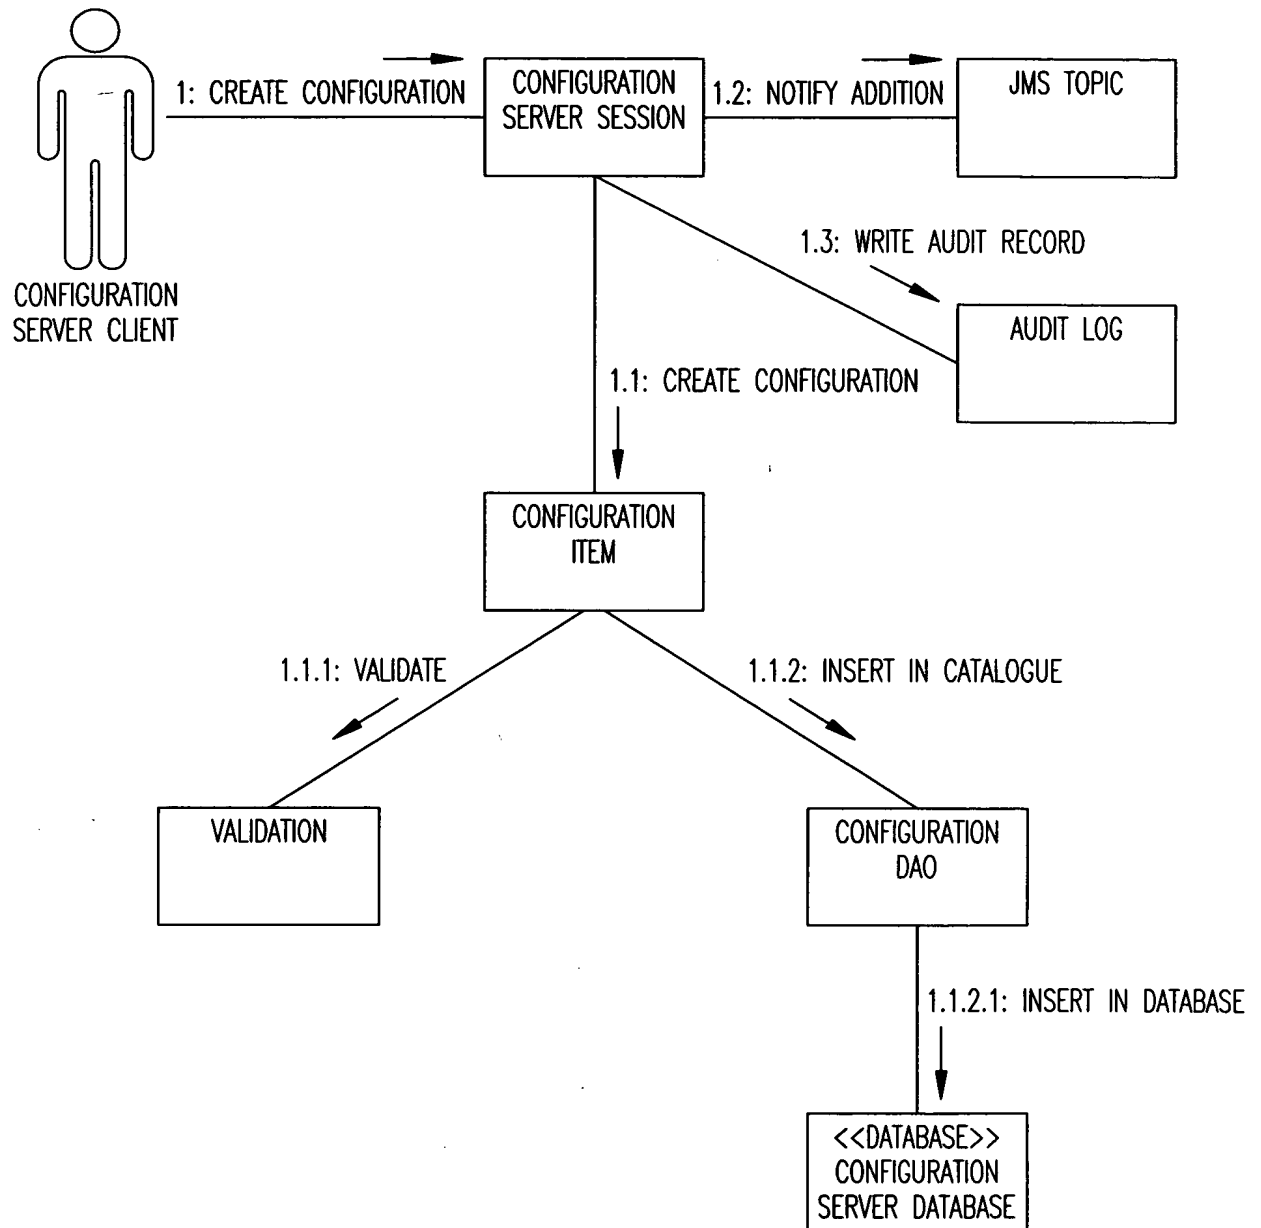 1: CREATE CONFIGURATION
CONFIGURATION
SERVER SESSION
1.2: NOTIFY ADDITION
JMS TOPIC
CONFIGURATION
SERVER CLIENT
1.3: WRITE AUDIT RECORD
AUDIT LOG
1.1: CREATE CONFIGURATION
CONFIGURATION
ITEM
1.1.1: VALIDATE
1.1.2: INSERT IN CATALOGUE
VALIDATION
CONFIGURATION
DAO
1.1.2.1: INSERT IN DATABASE
<<DATABASE>>
CONFIGURATION
SERVER DATABASE